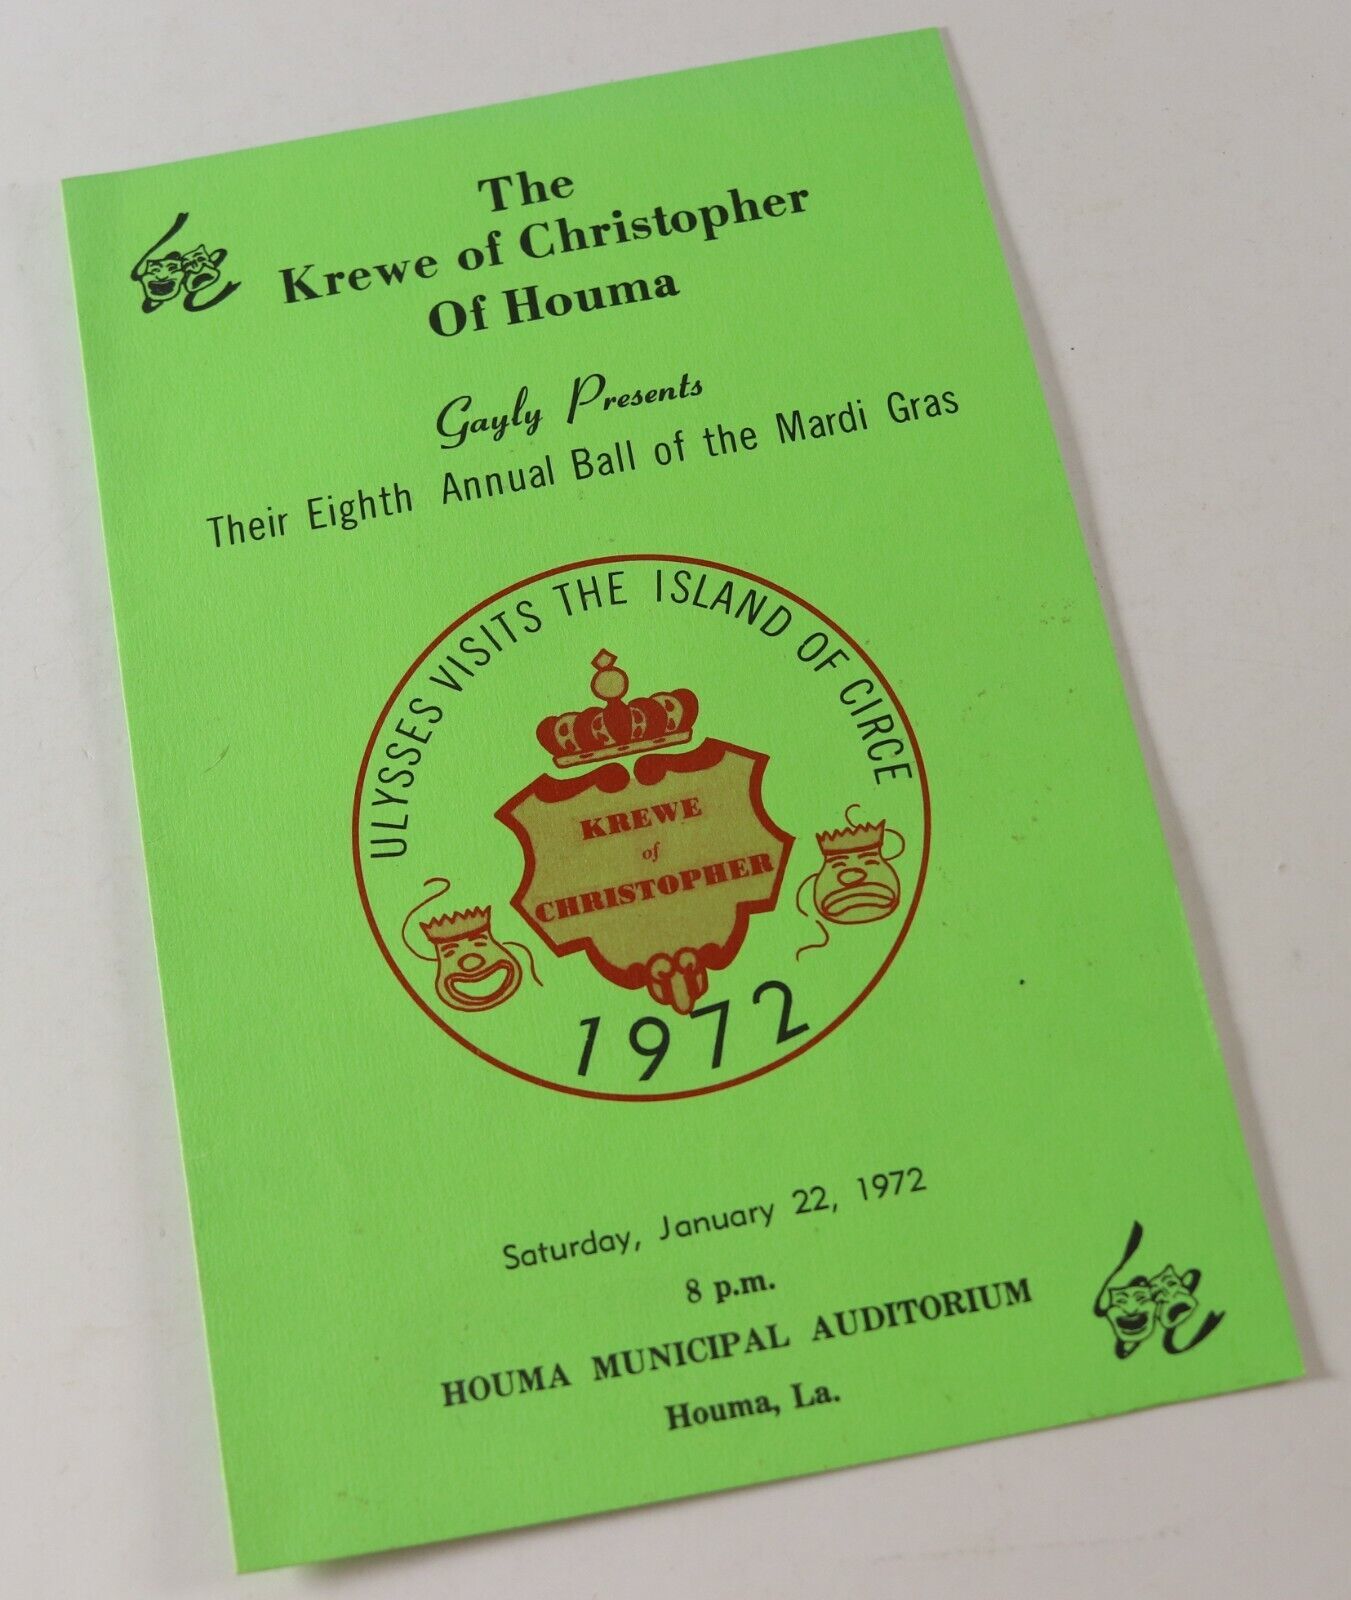 The
Krewe of Christopher
Of Houma
Gayly Presents
Their Eighth Annual Ball of the Mardi Gras
ULYSSES VISITS THE ISLAND OF CIRCE
KREWE
of
CHRISTOPHER
1972
Saturday, January 22, 1972
8 p.m.
HOUMA MUNICIPAL AUDITORIUM
Houma, La.